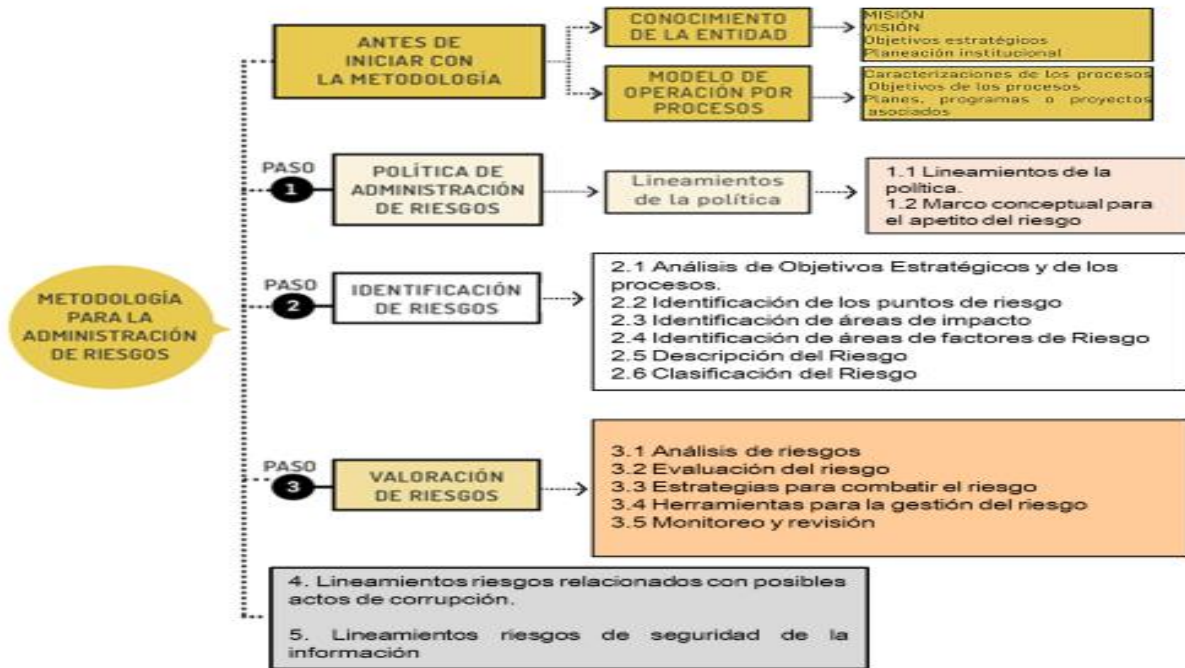 ANTES DE
INICIAR CON
LA METODOLOGÍA
CONOCIMIENTO
DE LA ENTIDAD
MISIÓN
VISIÓN
Objetivos estratégicos
Planeación institucional
MODELO DE
OPERACIÓN POR
PROCESOS
Caracterizaciones de los procesos
Objetivos de los procesos
Planes, programas o proyectos
asociados
PASO
1
POLÍTICA DE
ADMINISTRACIÓN
DE RIESGOS
Lineamientos
de la política
1.1 Lineamientos de la
política.
1.2 Marco conceptual para
el apetito del riesgo
METODOLOGÍA
PARA LA
ADMINISTRACIÓN
DE RIESGOS
PASO
2
IDENTIFICACIÓN
DE RIESGOS
2.1 Análisis de Objetivos Estratégicos y de los
procesos.
2.2 Identificación de los puntos de riesgo
2.3 Identificación de áreas de impacto
2.4 Identificación de áreas de factores de Riesgo
2.5 Descripción del Riesgo
2.6 Clasificación del Riesgo
PASO
3
VALORACIÓN
DE RIESGOS
3.1 Análisis de riesgos
3.2 Evaluación del riesgo
3.3 Estrategias para combatir el riesgo
3.4 Herramientas para la gestión del riesgo
3.5 Monitoreo y revisión
4. Lineamientos riesgos relacionados con posibles
actos de corrupción.
5. Lineamientos riesgos de seguridad de la
información